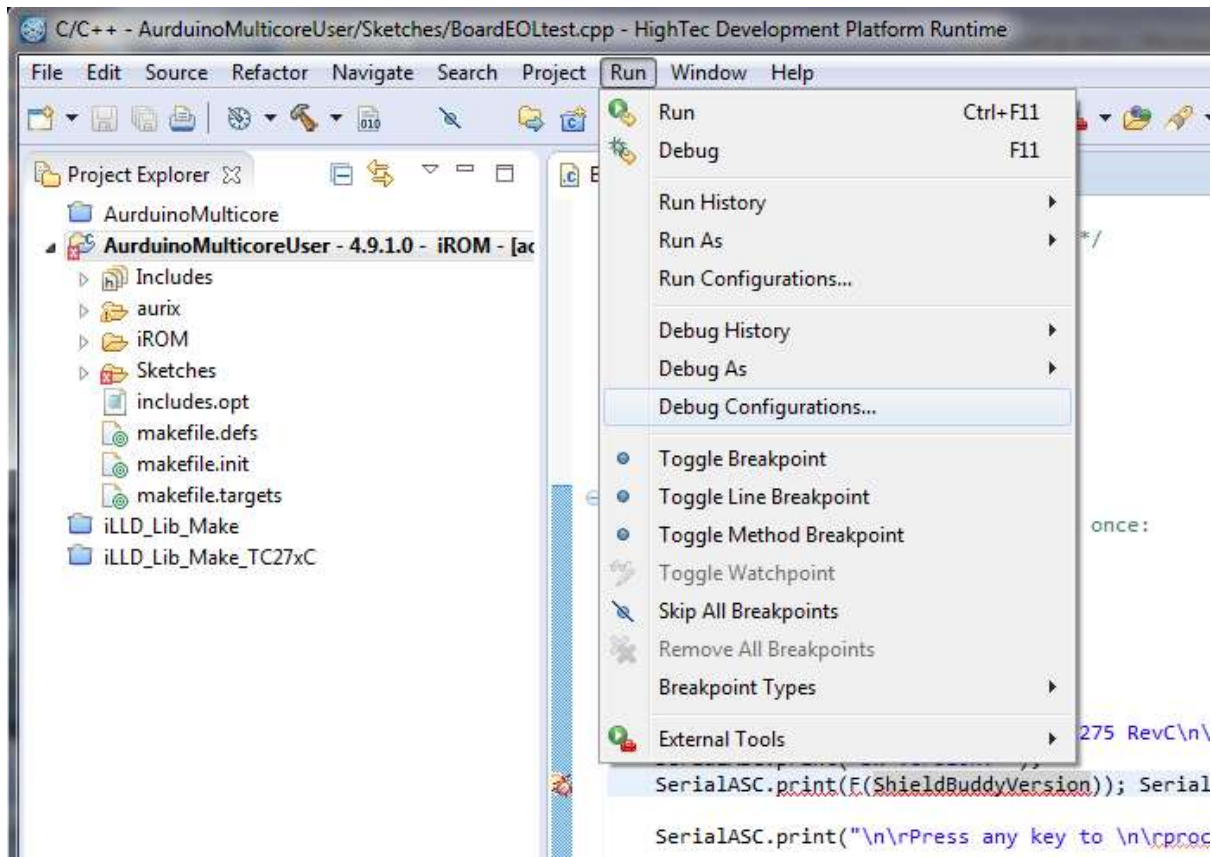 C/C++ - AurduinoMulticoreUser/Sketches/BoardEOLtest.cpp - HighTec Development Platform Runtime
File Edit Source Refactor Navigate Search Project Run Window Help
010
Project Explorer
AurduinoMulticore
AurduinoMulticoreUser - 4.9.1.0 - iROM - [ac
Includes
aurix
iROM
Sketches
includes.opt
makefile.defs
makefile.init
makefile.targets
iLLD_Lib_Make
iLLD_Lib_Make_TC27xC
Run Ctrl+F11
Debug F11
Run History
Run As
Run Configurations...
Debug History
Debug As
Debug Configurations...
Toggle Breakpoint
Toggle Line Breakpoint
Toggle Method Breakpoint
Toggle Watchpoint
Skip All Breakpoints
Remove All Breakpoints
Breakpoint Types
External Tools
.c E
*/
once:
275 RevC\n\
SerialASC.print(F(ShieldBuddyVersion)); Serial
SerialASC.print("\n\rPress any key to \n\rproc